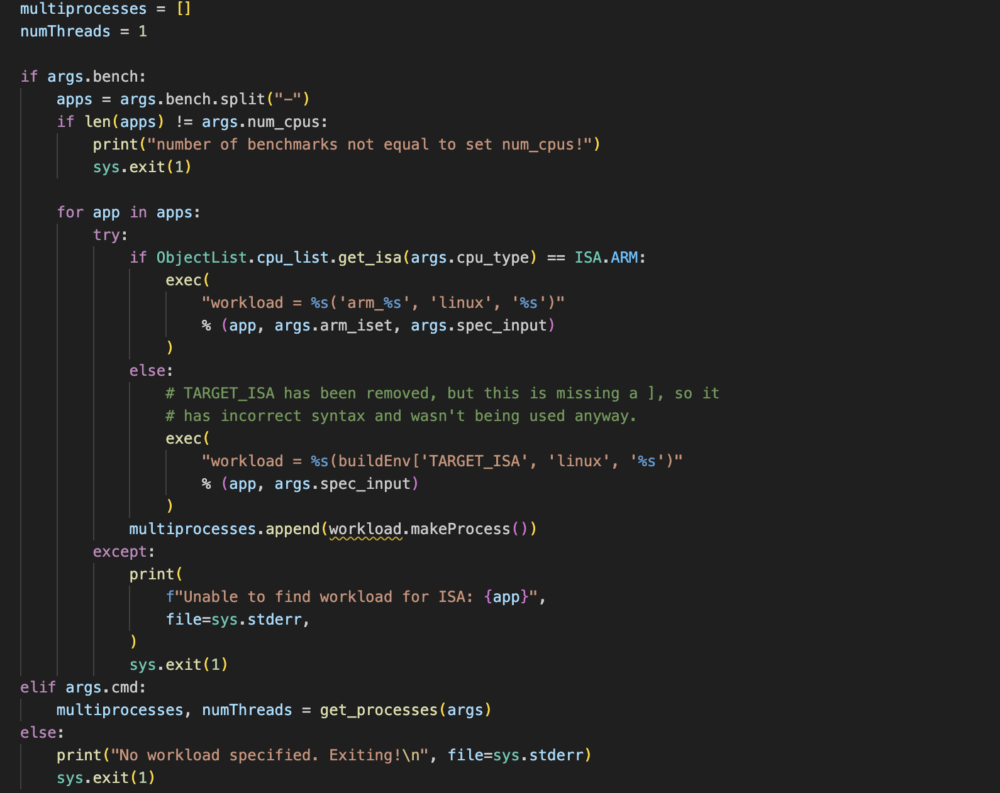 multiprocesses = []
numThreads = 1

if args.bench:
    apps = args.bench.split("-")
    if len(apps) != args.num_cpus:
        print("number of benchmarks not equal to set num_cpus!")
        sys.exit(1)

    for app in apps:
        try:
            if ObjectList.cpu_list.get_isa(args.cpu_type) == ISA.ARM:
                exec(
                    "workload = %s('arm_%s', 'linux', '%s')"
                    % (app, args.arm_iset, args.spec_input)
                )
            else:
                # TARGET_ISA has been removed, but this is missing a ], so it
                # has incorrect syntax and wasn't being used anyway.
                exec(
                    "workload = %s(buildEnv['TARGET_ISA', 'linux', '%s')"
                    % (app, args.spec_input)
                )
            multiprocesses.append(workload.makeProcess())
        except:
            print(
                f"Unable to find workload for ISA: {app}",
                file=sys.stderr,
            )
            sys.exit(1)
elif args.cmd:
    multiprocesses, numThreads = get_processes(args)
else:
    print("No workload specified. Exiting!\n", file=sys.stderr)
    sys.exit(1)